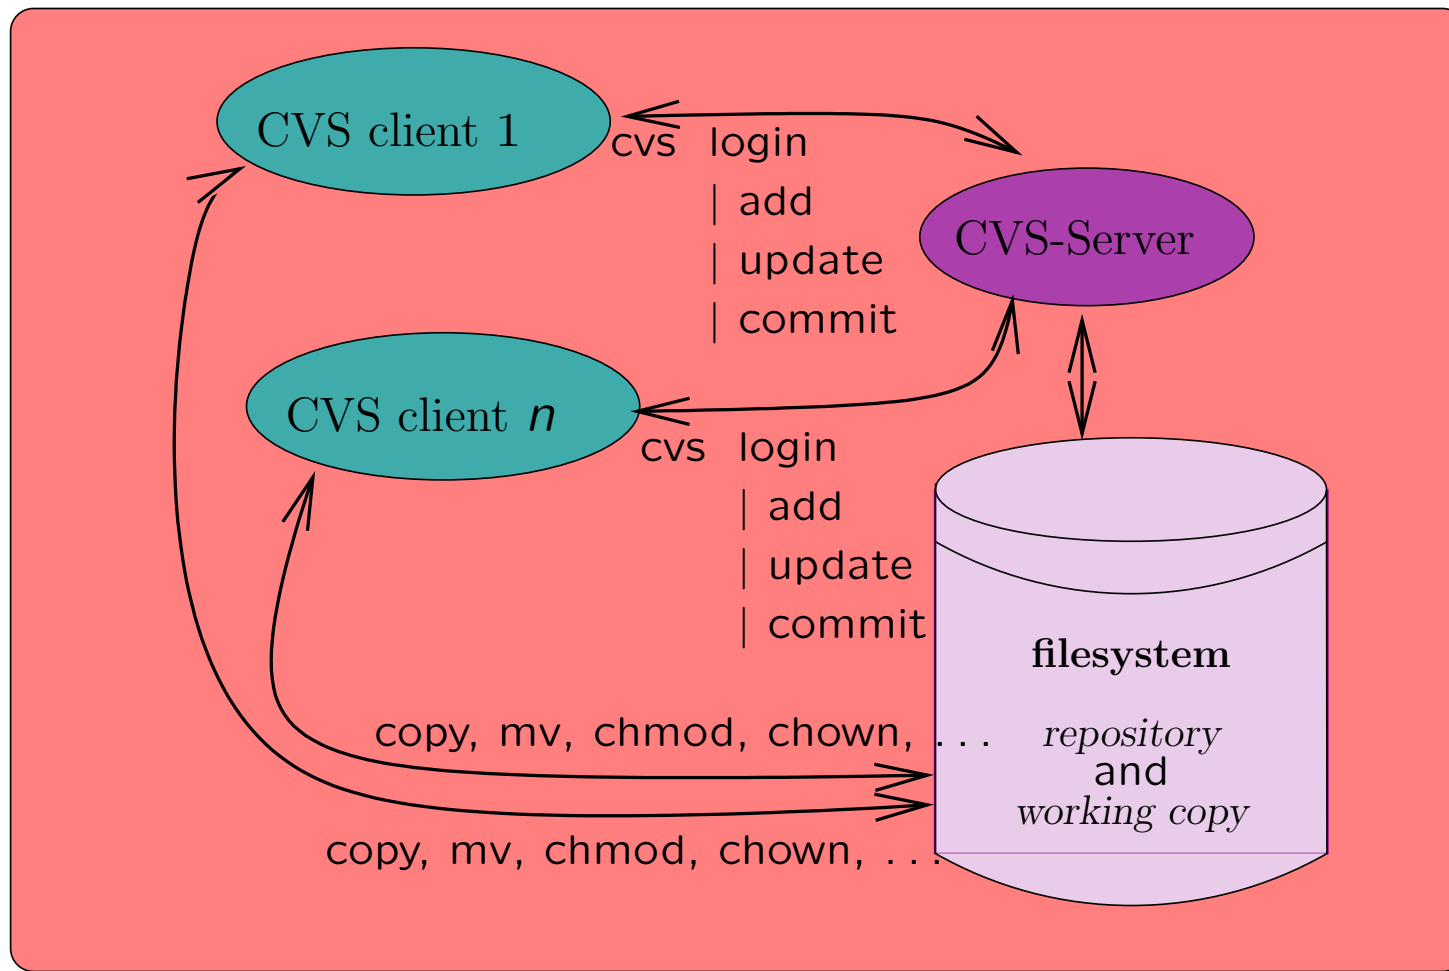 CVS client 1
cvs login
| add
| update
| commit
CVS-Server
CVS client n
cvs login
| add
| update
| commit
filesystem
repository
and
working copy
copy, mv, chmod, chown, . . .
copy, mv, chmod, chown, . . .